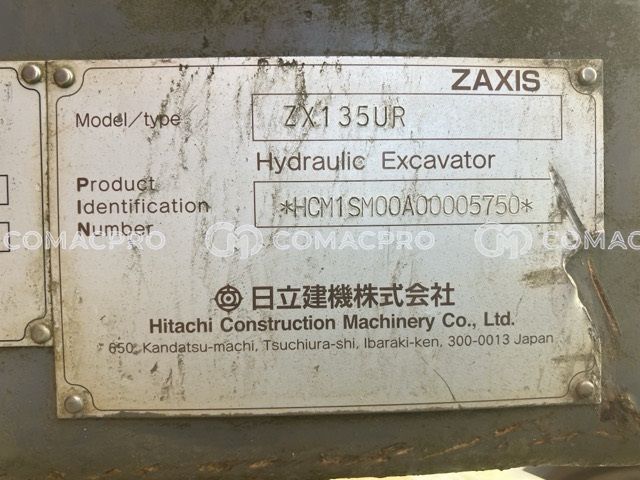 ZAXIS
Model/type ZX135UR
Hydraulic Excavator
Product
Identification *HCM1SM00A00005750*
Number
COMACPRO COMACPRO COMACPRO
日立建機株式会社
Hitachi Construction Machinery Co., Ltd.
650, Kandatsu-machi, Tsuchiura-shi, Ibaraki-ken, 300-0013 Japan